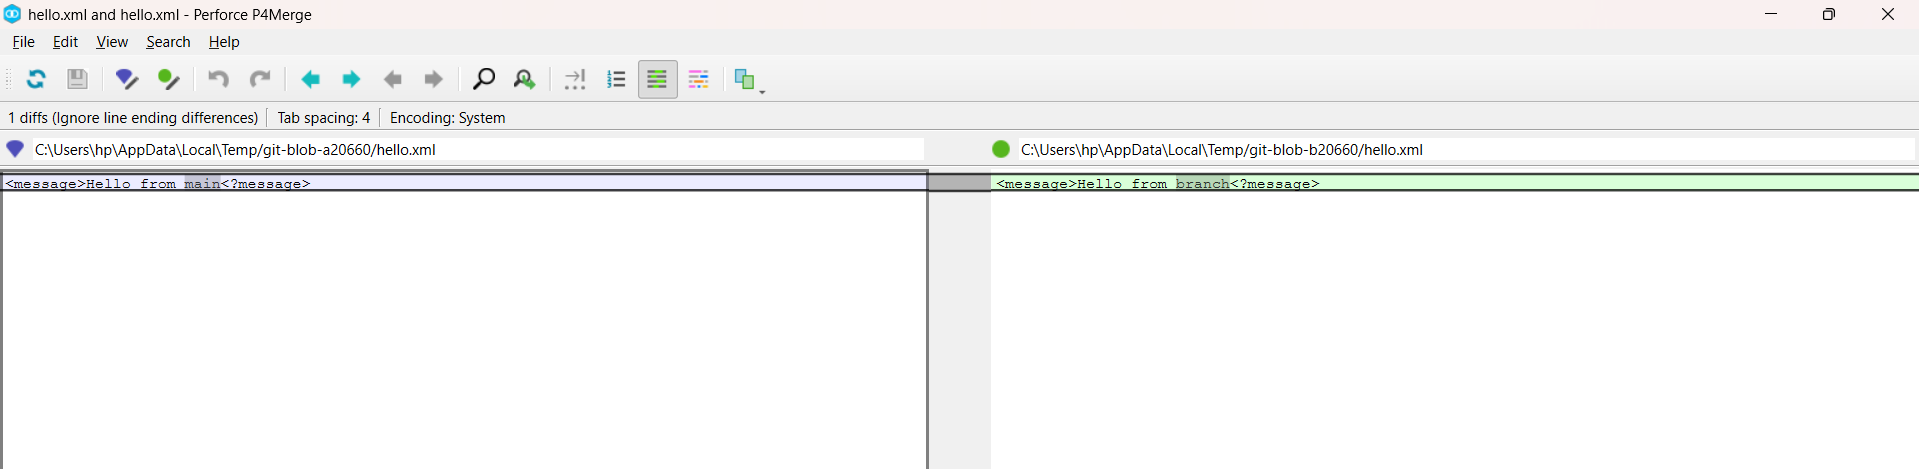 hello.xml and hello.xml - Perforce P4Merge
File Edit View Search Help
1 diffs (Ignore line ending differences) Tab spacing: 4 Encoding: System
C:\Users\hp\AppData\Local\Temp/git-blob-a20660/hello.xml
C:\Users\hp\AppData\Local\Temp/git-blob-b20660/hello.xml
<message>Hello from main<?message>
<message>Hello from branch<?message>